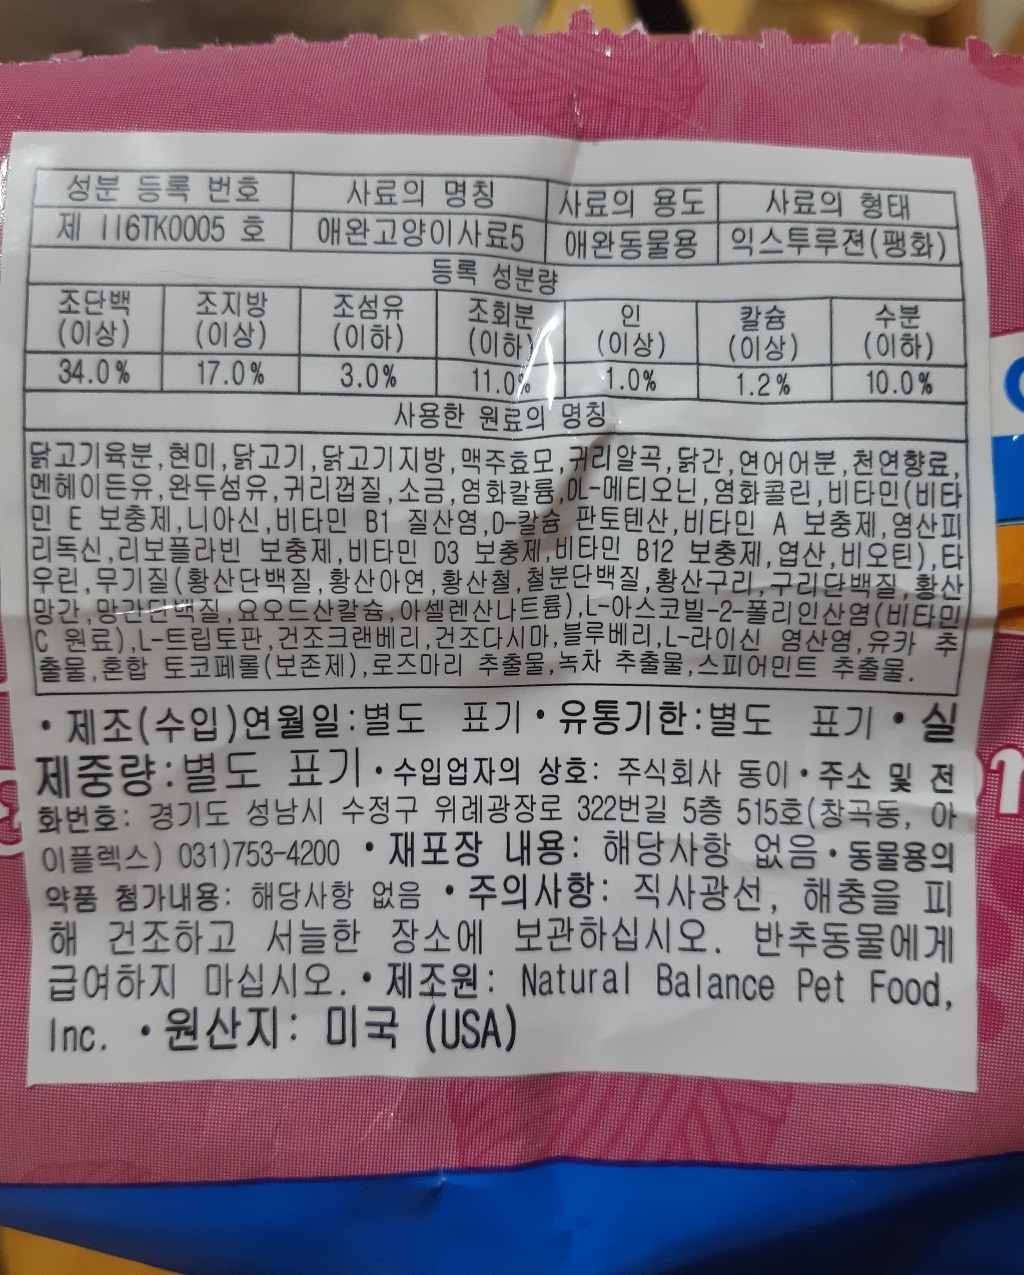 성분 등록 번호 사료의 명칭 사료의 용도 사료의 형태
제 116TK0005 호 애완고양이사료5 애완동물용 익스투루젼(팽화)
등록 성분량
조단백 조지방 조섬유 조회분 인 칼슘 수분
(이상) (이상) (이하) (이하) (이상) (이상) (이하)
34.0% 17.0% 3.0% 11.0% 1.0% 1.2% 10.0%
사용한 원료의 명칭
닭고기육분,현미,닭고기,닭고기지방,맥주효모,귀리알곡,닭간,연어어분,천연향료,
멘헤이든유,완두섬유,귀리껍질,소금,염화칼륨,DL-메티오닌,염화콜린,비타민(비타
민 E 보충제,니아신,비타민 B1 질산염,D-칼슘 판토텐산,비타민 A 보충제,염산피
리독신,리보플라빈 보충제,비타민 D3 보충제,비타민 B12 보충제,엽산,비오틴),타
우린,무기질(황산단백질,황산아연,황산철,철분단백질,황산구리,구리단백질,황산
망간,망간단백질,요오드산칼슘,아셀렌산나트륨),L-아스코빌-2-폴리인산염(비타민
C 원료),L-트립토판,건조크랜베리,건조다시마,블루베리,L-라이신 염산염,유카 추
출물,혼합 토코페롤(보존제),로즈마리 추출물,녹차 추출물,스피어민트 추출물.
• 제조(수입)연월일:별도 표기 • 유통기한:별도 표기 • 실
제중량:별도 표기 • 수입업자의 상호: 주식회사 동이 • 주소 및 전
화번호: 경기도 성남시 수정구 위례광장로 322번길 5층 515호(창곡동, 아
이플렉스) 031)753-4200 • 재포장 내용: 해당사항 없음 • 동물용의
약품 첨가내용: 해당사항 없음 • 주의사항: 직사광선, 해충을 피
해 건조하고 서늘한 장소에 보관하십시오. 반추동물에게
급여하지 마십시오. • 제조원: Natural Balance Pet Food,
Inc. • 원산지: 미국 (USA)